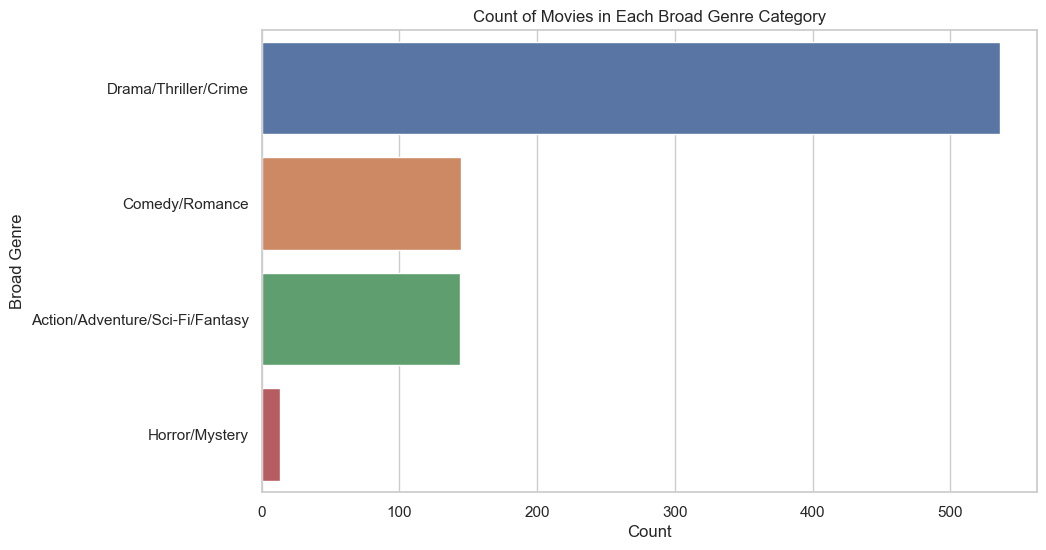 Count of Movies in Each Broad Genre Category
Broad Genre
Drama/Thriller/Crime
Comedy/Romance
Action/Adventure/Sci-Fi/Fantasy
Horror/Mystery
0 100 200 300 400 500
Count